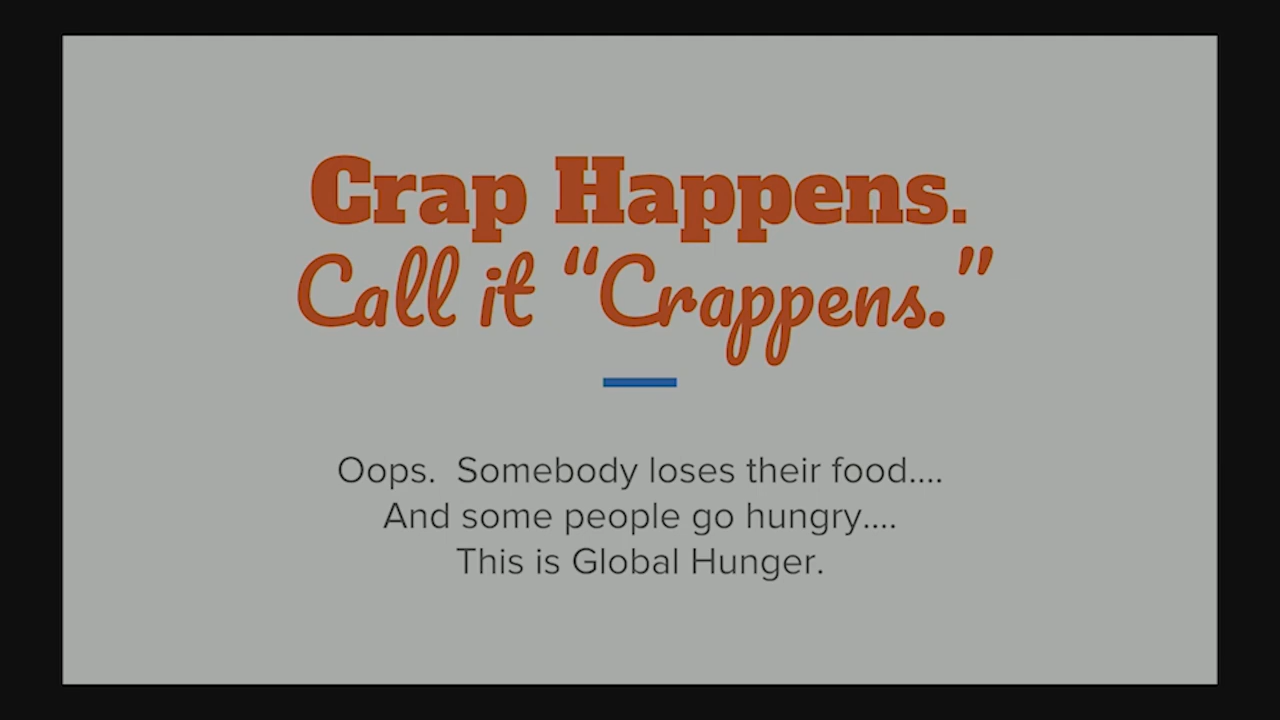 Crap Happens.
Call it “Crappens.”
Oops.  Somebody loses their food....
And some people go hungry....
This is Global Hunger.